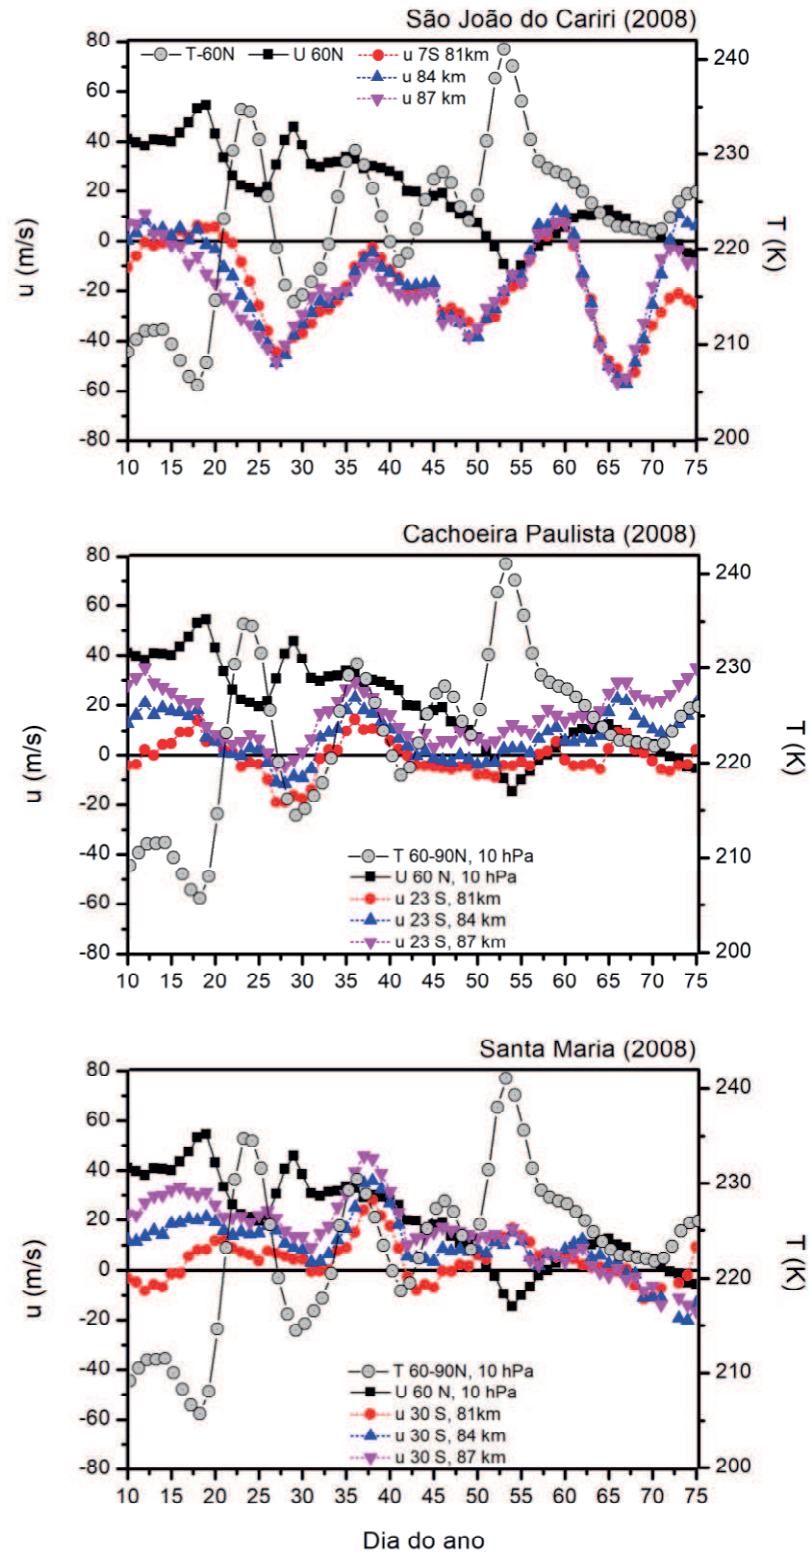 São João do Cariri (2008)
T-60N U 60N u 7S 81km
u 84 km
u 87 km
80
60
40
20
0
-20
-40
-60
-80
u (m/s)
240
230
220
210
200
T (K)
10 15 20 25 30 35 40 45 50 55 60 65 70 75
Cachoeira Paulista (2008)
80
60
40
20
0
-20
-40
-60
-80
u (m/s)
240
230
220
210
200
T (K)
T 60-90N, 10 hPa
U 60 N, 10 hPa
u 23 S, 81km
u 23 S, 84 km
u 23 S, 87 km
10 15 20 25 30 35 40 45 50 55 60 65 70 75
Santa Maria (2008)
80
60
40
20
0
-20
-40
-60
-80
u (m/s)
240
230
220
210
200
T (K)
T 60-90N, 10 hPa
U 60 N, 10 hPa
u 30 S, 81km
u 30 S, 84 km
u 30 S, 87 km
10 15 20 25 30 35 40 45 50 55 60 65 70 75
Dia do ano